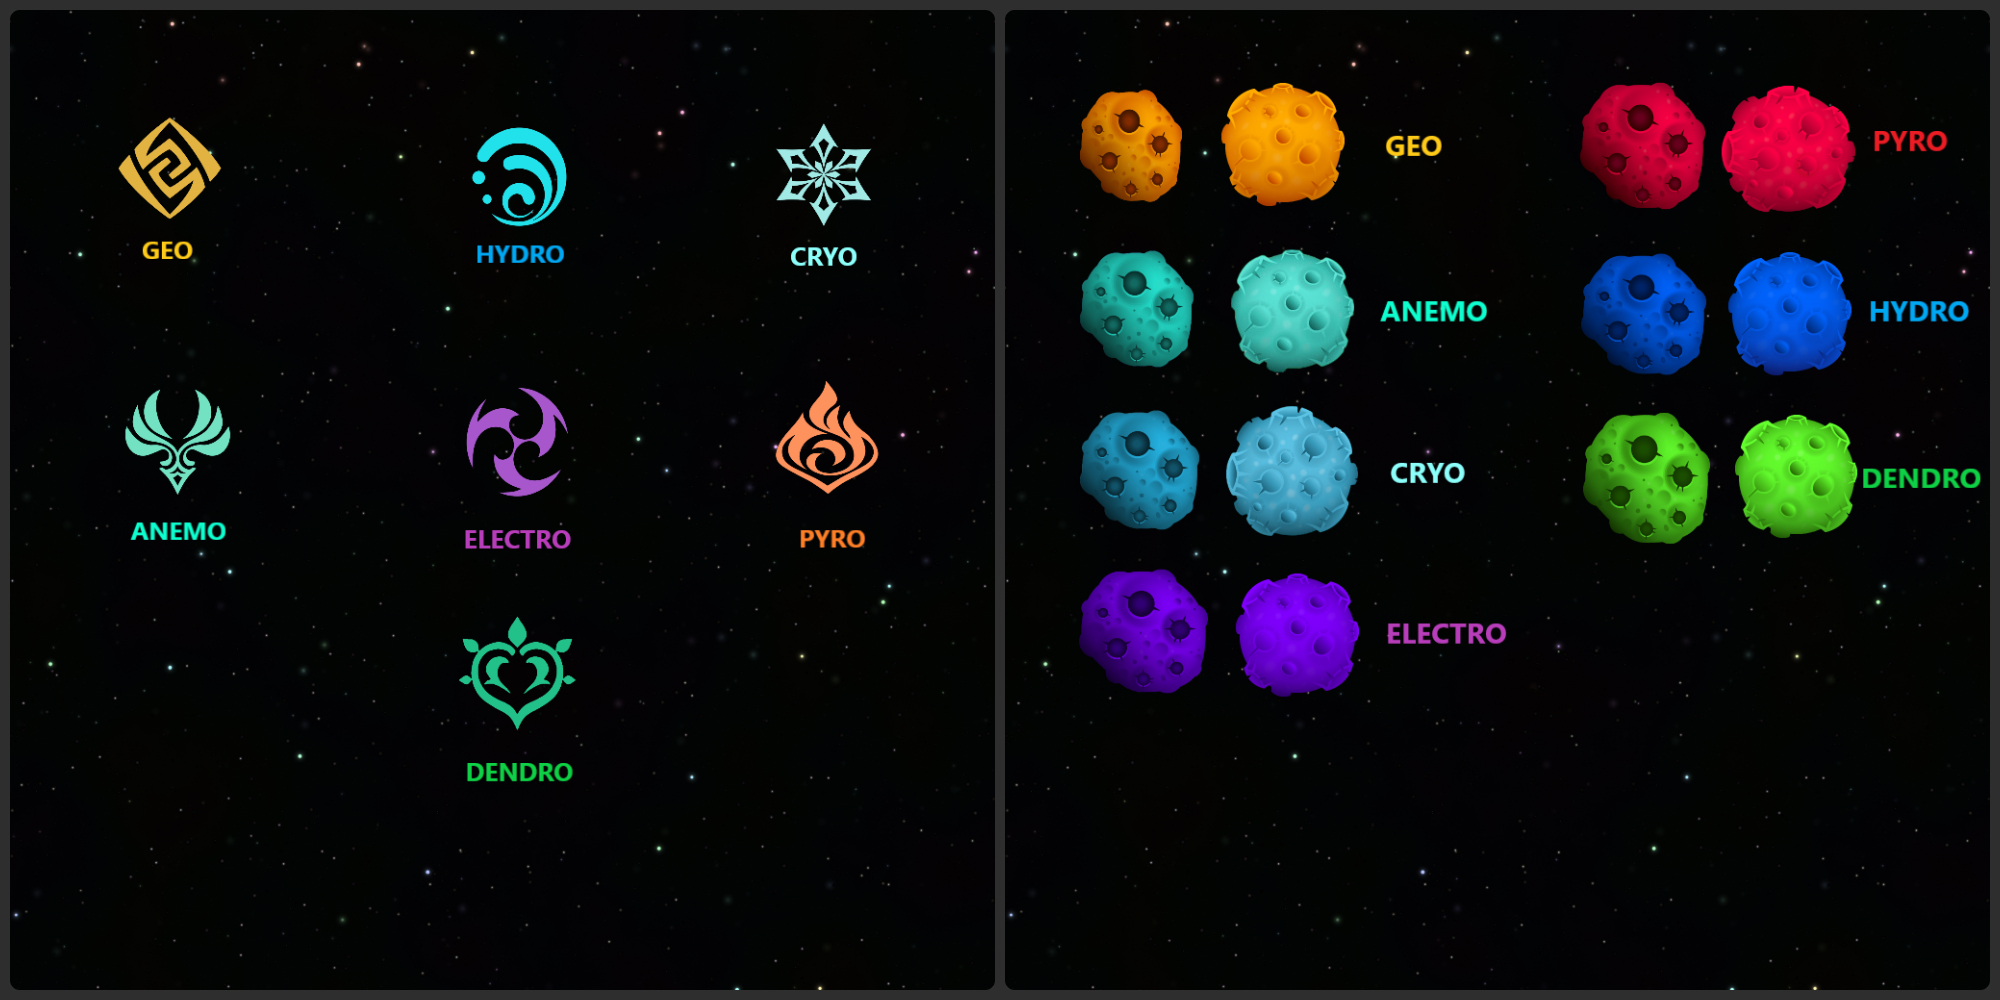 GEO
HYDRO
CRYO
ANEMO
ELECTRO
PYRO
DENDRO
GEO
PYRO
ANEMO
HYDRO
CRYO
DENDRO
ELECTRO